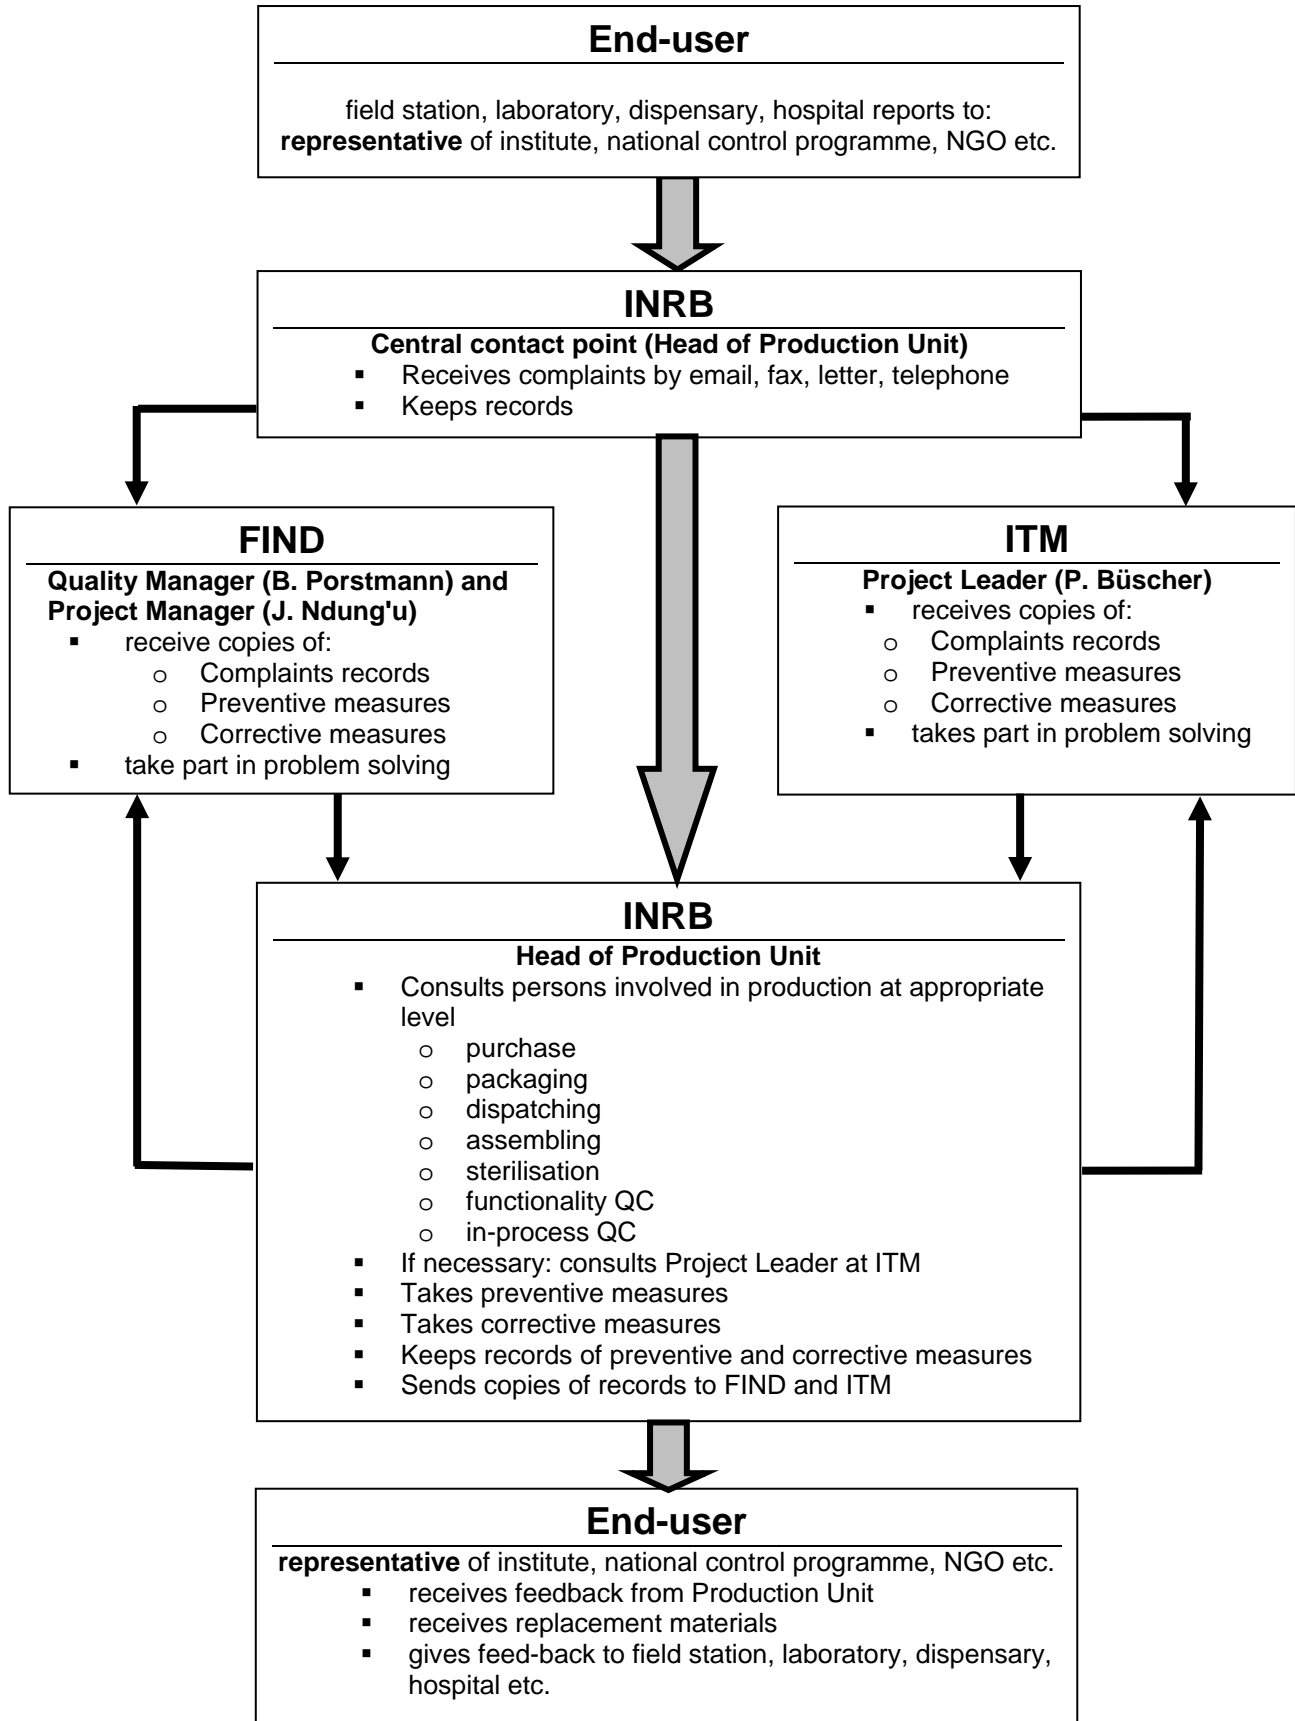 End-user
field station, laboratory, dispensary, hospital reports to:
representative of institute, national control programme, NGO etc.
INRB
Central contact point (Head of Production Unit)
▪ Receives complaints by email, fax, letter, telephone
▪ Keeps records
FIND
Quality Manager (B. Porstmann) and
Project Manager (J. Ndung'u)
▪ receive copies of:
o Complaints records
o Preventive measures
o Corrective measures
▪ take part in problem solving
ITM
Project Leader (P. Büscher)
▪ receives copies of:
o Complaints records
o Preventive measures
o Corrective measures
▪ takes part in problem solving
INRB
Head of Production Unit
▪ Consults persons involved in production at appropriate
level
o purchase
o packaging
o dispatching
o assembling
o sterilisation
o functionality QC
o in-process QC
▪ If necessary: consults Project Leader at ITM
▪ Takes preventive measures
▪ Takes corrective measures
▪ Keeps records of preventive and corrective measures
▪ Sends copies of records to FIND and ITM
End-user
representative of institute, national control programme, NGO etc.
▪ receives feedback from Production Unit
▪ receives replacement materials
▪ gives feed-back to field station, laboratory, dispensary,
hospital etc.